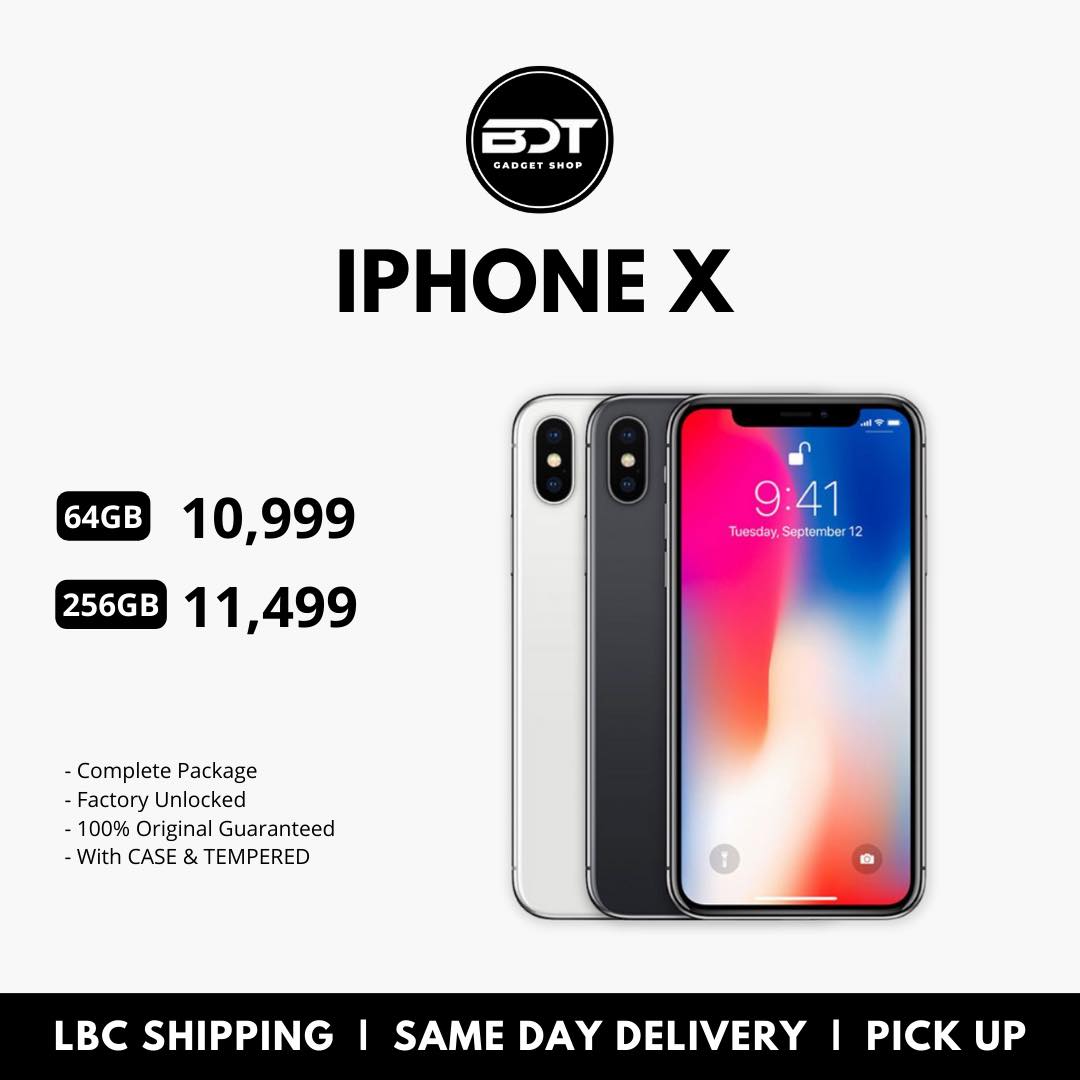 BDT
GADGET SHOP
IPHONE X
9:41
Tuesday, September 12
64GB 10,999
256GB 11,499
- Complete Package
- Factory Unlocked
- 100% Original Guaranteed
- With CASE & TEMPERED
LBC SHIPPING | SAME DAY DELIVERY | PICK UP